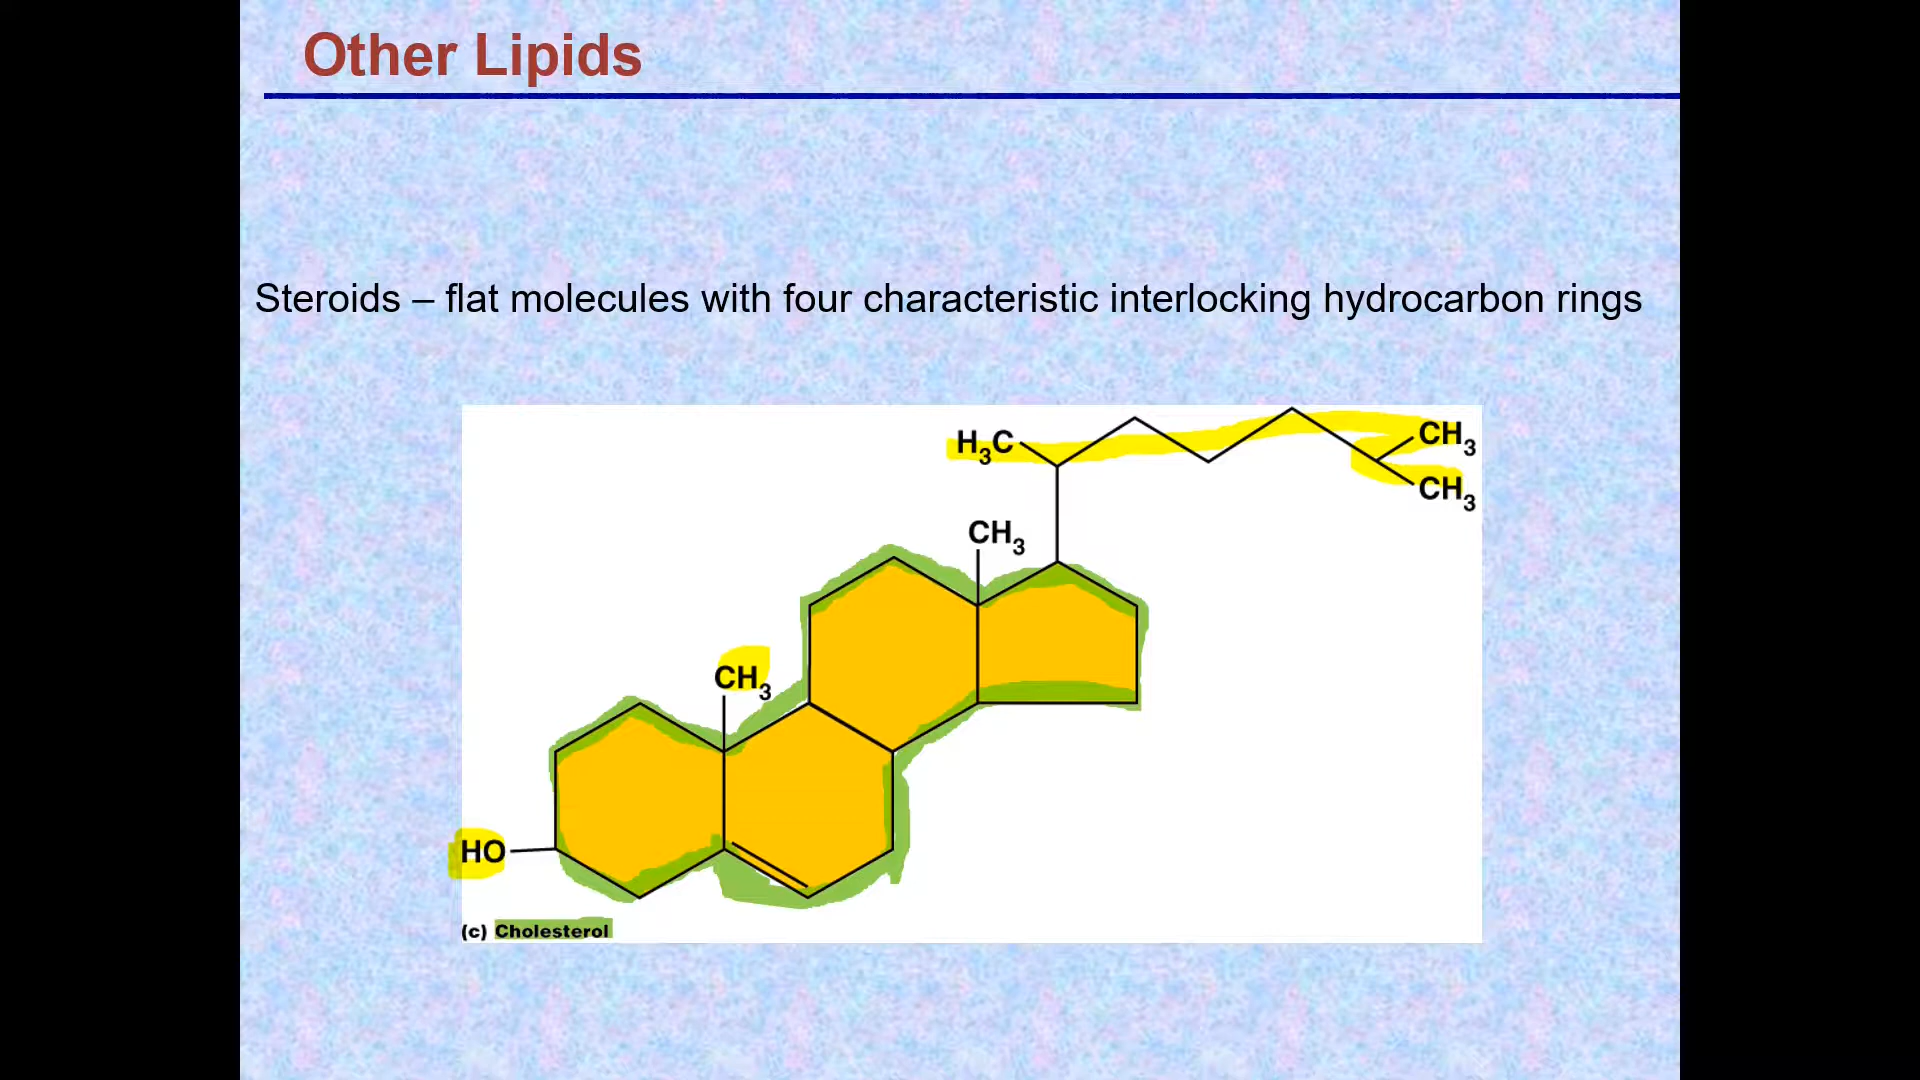 Other Lipids
Steroids – flat molecules with four characteristic interlocking hydrocarbon rings
H₃C
CH₃
CH₃
CH₃
CH₃
HO
(c) Cholesterol